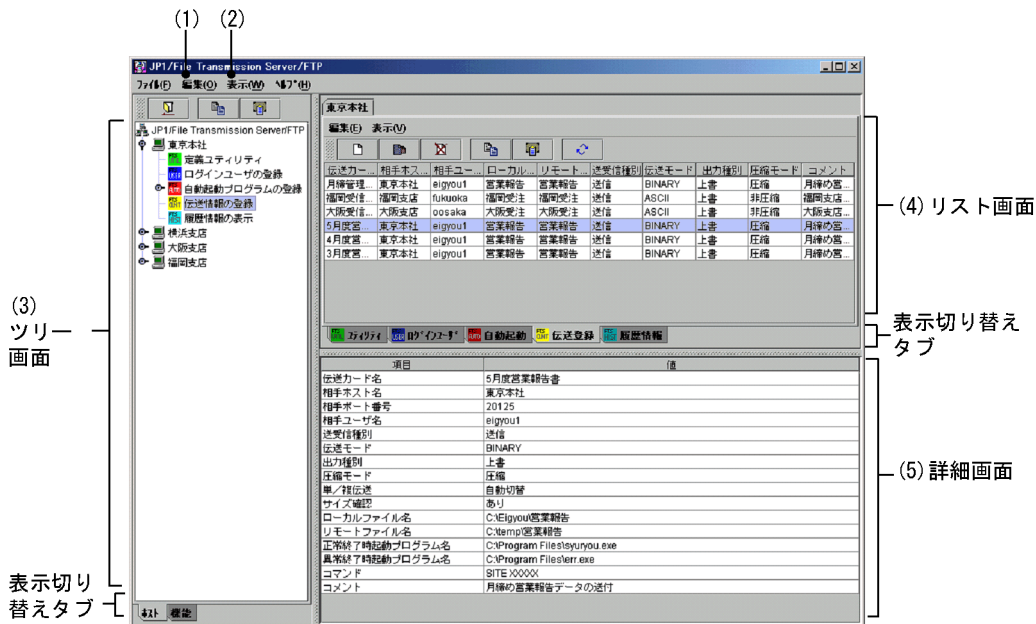 (1) (2)
JP1/File Transmission Server/FTP
ﾌｧｲﾙ(F) 編集(O) 表示(W) ﾍﾙﾌﾟ(H)
(3)
ツリー
画面
JP1/File Transmission Server/FTP
東京本社
定義ユティリティ
ログインユーザの登録
自動起動プログラムの登録
伝送情報の登録
履歴情報の表示
横浜支店
大阪支店
福岡支店
表示切り
替えタブ
ﾎｽﾄ 機能
東京本社
編集(E) 表示(V)
伝送カー... 相手ホス... 相手ユー... ローカル... リモート... 送受信種別 伝送モード 出力種別 圧縮モード コメント
月締管理... 東京本社 eigyou1 営業報告 営業報告 送信 BINARY 上書 圧縮 月締め営...
福岡受信... 福岡支店 fukuoka 福岡受注 福岡受注 送信 ASCII 上書 非圧縮 福岡支店...
大阪受信... 大阪支店 oosaka 大阪受注 大阪受注 送信 ASCII 上書 非圧縮 大阪支店...
5月度営... 東京本社 eigyou1 営業報告 営業報告 送信 BINARY 上書 圧縮 月締め営...
4月度営... 東京本社 eigyou1 営業報告 営業報告 送信 BINARY 上書 圧縮 月締め営...
3月度営... 東京本社 eigyou1 営業報告 営業報告 送信 BINARY 上書 圧縮 月締め営...
(4)リスト画面
ﾕﾃｨﾘﾃｨ ﾛｸﾞｲﾝﾕｰｻﾞ 自動起動 伝送登録 履歴情報
表示切り替え
タブ
項目 値
伝送カード名 5月度営業報告書
相手ホスト名 東京本社
相手ポート番号 20125
相手ユーザ名 eigyou1
送受信種別 送信
伝送モード BINARY
出力種別 上書
圧縮モード 圧縮
単／複伝送 自動切替
サイズ確認 あり
ローカルファイル名 C:\Eigyou\営業報告
リモートファイル名 C:\temp\営業報告
正常終了時起動プログラム名 C:\Program Files\syuryou.exe
異常終了時起動プログラム名 C:\Program Files\err.exe
コマンド SITE XXXXX
コメント 月締め営業報告データの送付
(5)詳細画面